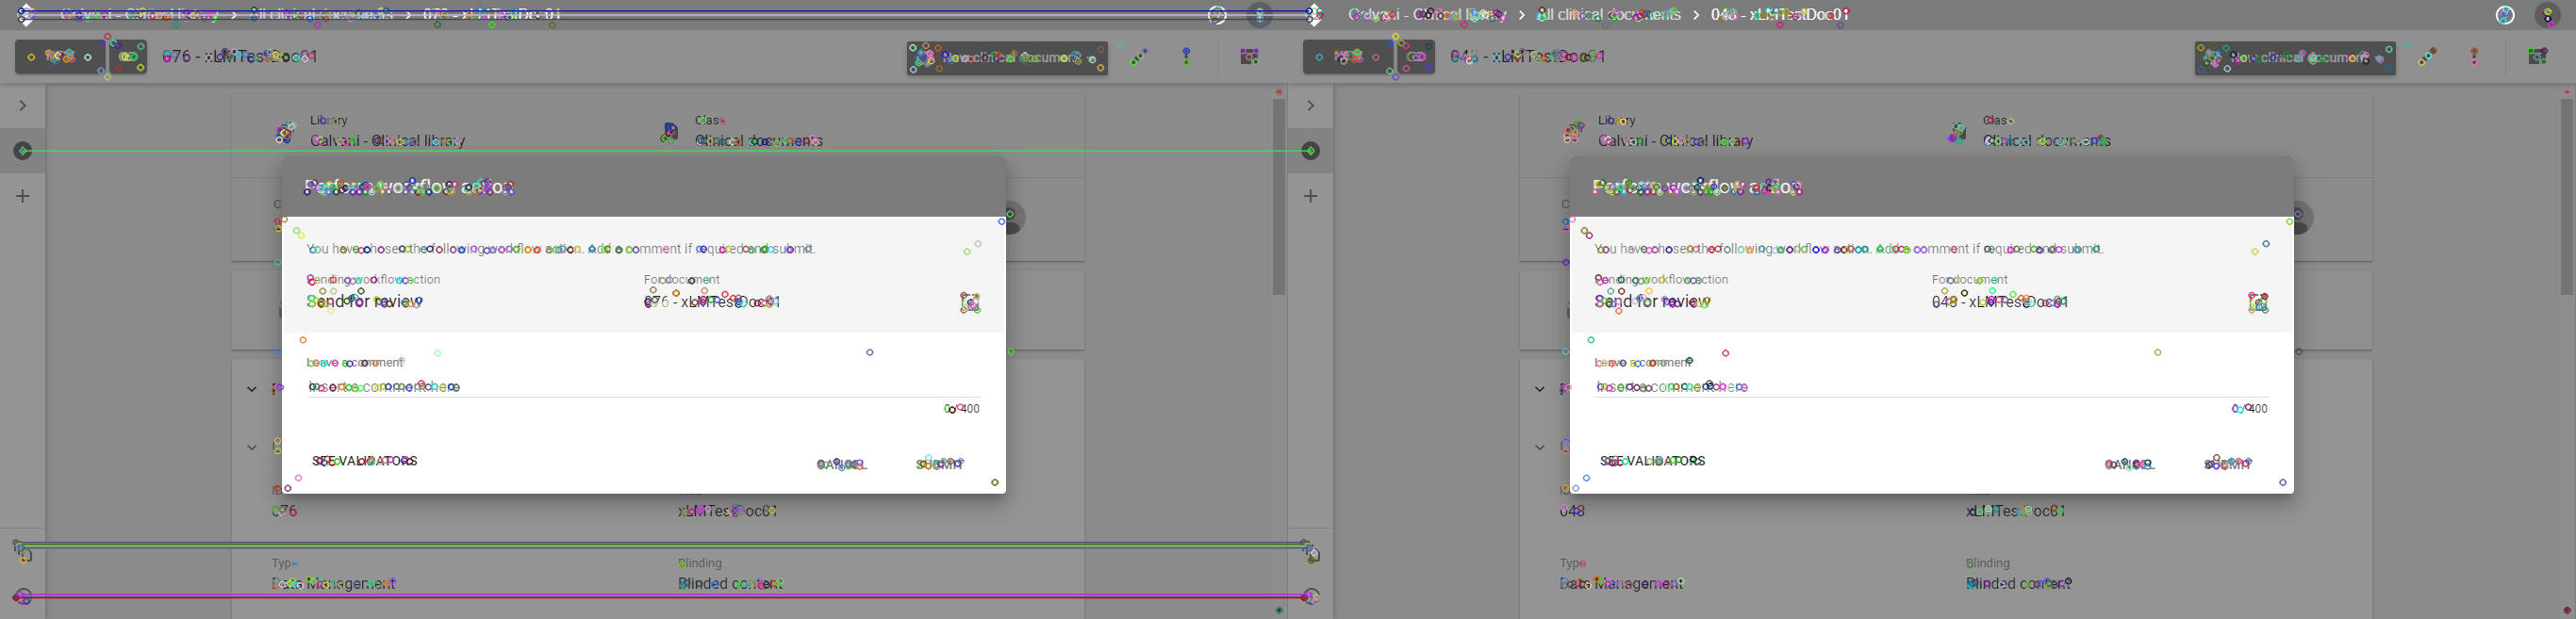 Calvani - Clinical library > All clinical documents > 076 - xLMTestDoc01
076 - xLMTestDoc01
New clinical document
Library
Calvani - Clinical library
Class
Clinical documents
Perform workflow action
You have chosen the following workflow action. Add a comment if required and submit.
Pending workflow action
Send for review
For document
076 - xLMTestDoc01
Leave a comment
Insert a comment here
0 / 400
SEE VALIDATORS
CANCEL
SUBMIT
076
xLMTestDoc01
Type
Data Management
Blinding
Blinded content
Calvani - Clinical library > All clinical documents > 048 - xLMTestDoc01
048 - xLMTestDoc01
New clinical document
Library
Calvani - Clinical library
Class
Clinical documents
Perform workflow action
You have chosen the following workflow action. Add a comment if required and submit.
Pending workflow action
Send for review
For document
048 - xLMTestDoc01
Leave a comment
Insert a comment here
0 / 400
SEE VALIDATORS
CANCEL
SUBMIT
048
xLMTestDoc01
Type
Data Management
Blinding
Blinded content